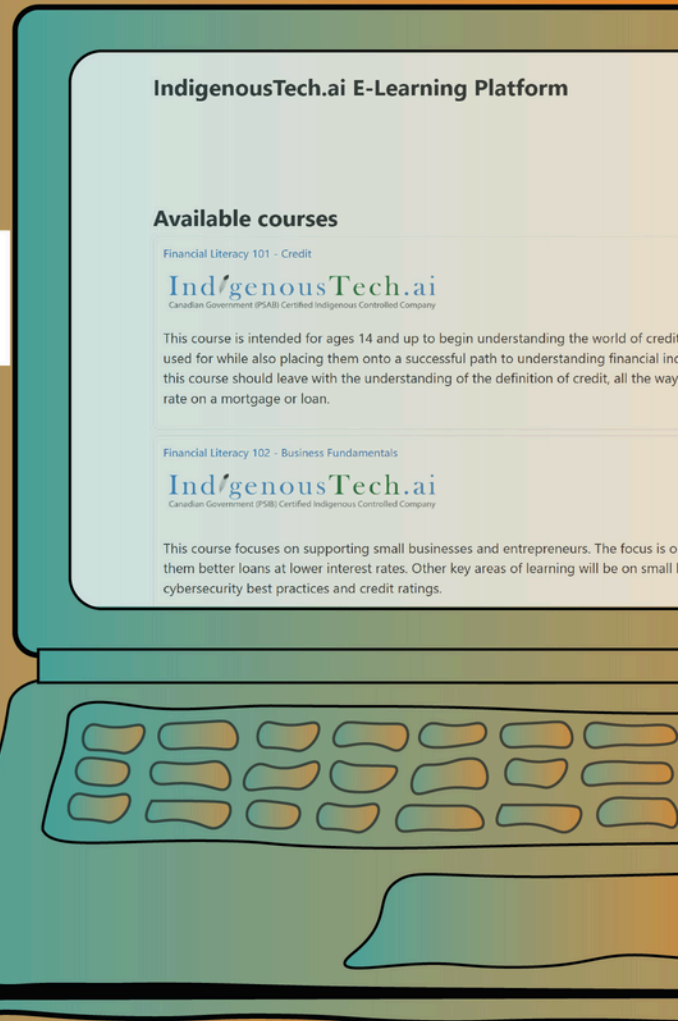 IndigenousTech.ai E-Learning Platform
Available courses
Financial Literacy 101 - Credit
IndigenousTech.ai
Canadian Government (PSAB) Certified Indigenous Controlled Company
This course is intended for ages 14 and up to begin understanding the world of credit
used for while also placing them onto a successful path to understanding financial
this course should leave with the understanding of the definition of credit, all the way
rate on a mortgage or loan.
Financial Literacy 102 - Business Fundamentals
IndigenousTech.ai
Canadian Government (PSIB) Certified Indigenous Controlled Company
This course focuses on supporting small businesses and entrepreneurs. The focus is
them better loans at lower interest rates. Other key areas of learning will be on small
cybersecurity best practices and credit ratings.